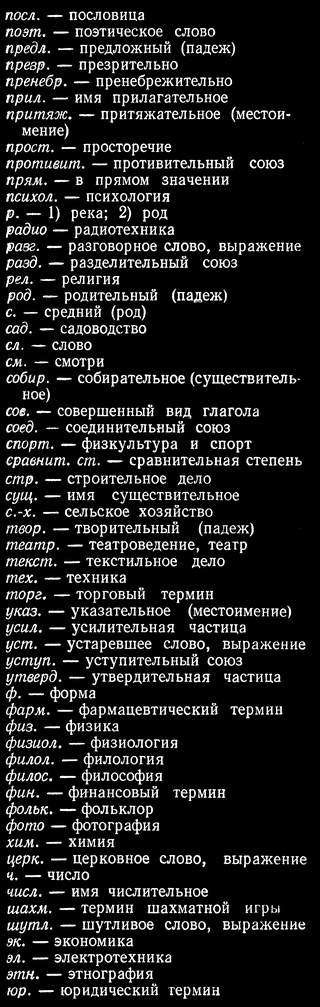 посл. — пословица
поэт. — поэтическое слово
предл. — предложный (падеж)
презр. — презрительно
пренебр. — пренебрежительно
прил. — имя прилагательное
притяж. — притяжательное (местои-
мение)
прост. — просторечие
противит. — противительный союз
прям. — в прямом значении
психол. — психология
р. — 1) река; 2) род
радио — радиотехника
разг. — разговорное слово, выражение
разд. — разделительный союз
рел. — религия
род. — родительный (падеж)
с. — средний (род)
сад. — садоводство
сл. — слово
см. — смотри
собир. — собирательное (существитель-
ное)
сов. — совершенный вид глагола
соед. — соединительный союз
спорт. — физкультура и спорт
сравнит. ст. — сравнительная степень
стр. — строительное дело
сущ. — имя существительное
с.-х. — сельское хозяйство
твор. — творительный (падеж)
театр. — театроведение, театр
текст. — текстильное дело
тех. — техника
торг. — торговый термин
указ. — указательное (местоимение)
усил. — усилительная частица
уст. — устаревшее слово, выражение
уступ. — уступительный союз
утверд. — утвердительная частица
ф. — форма
фарм. — фармацевтический термин
физ. — физика
физиол. — физиология
филол. — филология
филос. — философия
фин. — финансовый термин
фольк. — фольклор
фото — фотография
хим. — химия
церк. — церковное слово, выражение
ч. — число
числ. — имя числительное
шахм. — термин шахматной игры
шутл. — шутливое слово, выражение
эк. — экономика
эл. — электротехника
этн. — этнография
юр. — юридический термин